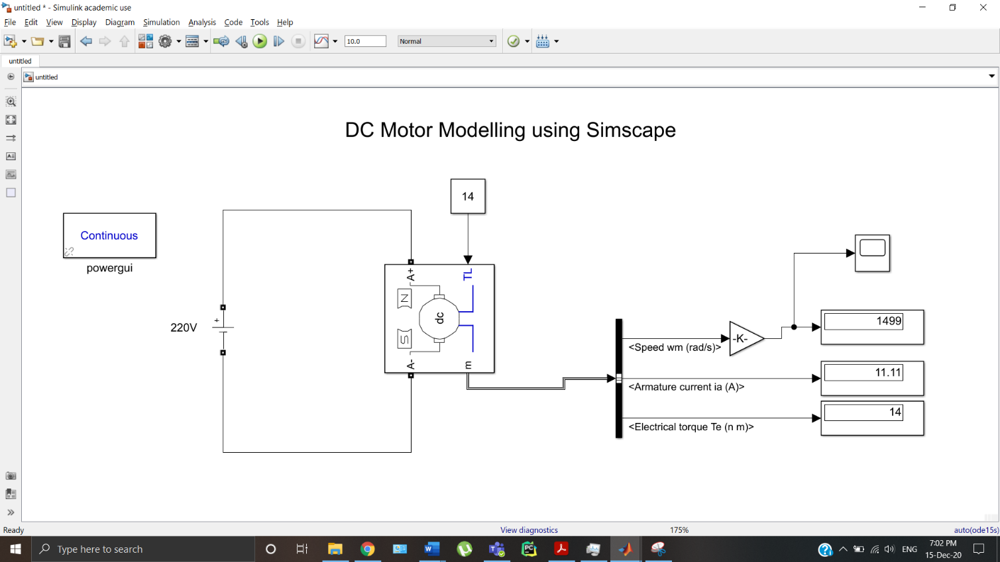 untitled * - Simulink academic use
File Edit View Display Diagram Simulation Analysis Code Tools Help
10.0 Normal
untitled
untitled
DC Motor Modelling using Simscape
14
Continuous
powergui
A+ TL
N
dc
S
A- m
220V
+
-K-
<Speed wm (rad/s)>
1499
<Armature current ia (A)>
11.11
<Electrical torque Te (n m)>
14
Ready View diagnostics 175% auto(ode15s)
Type here to search
ENG
7:02 PM
15-Dec-20